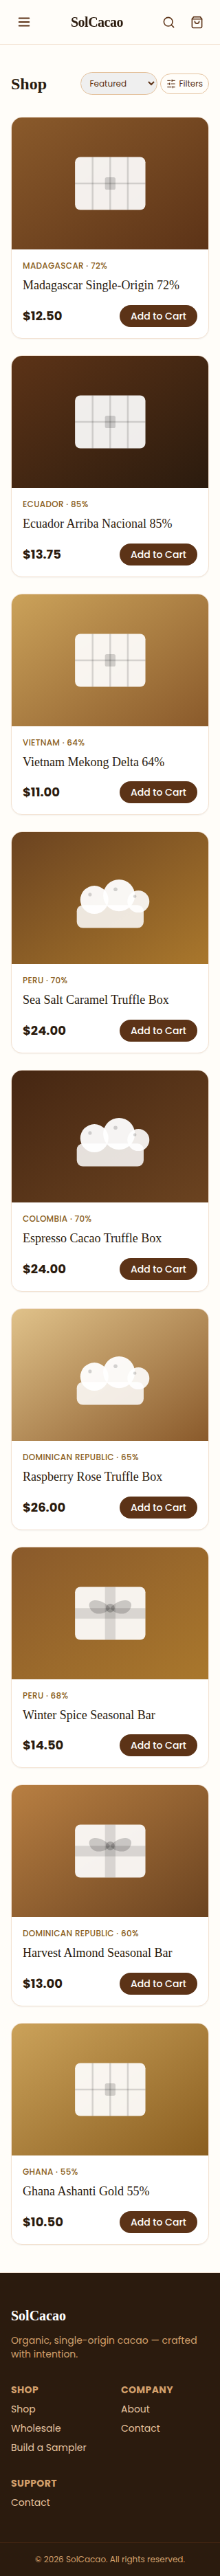 SolCacao
Shop
Featured
Filters
MADAGASCAR · 72%
Madagascar Single-Origin 72%
$12.50
Add to Cart
ECUADOR · 85%
Ecuador Arriba Nacional 85%
$13.75
Add to Cart
VIETNAM · 64%
Vietnam Mekong Delta 64%
$11.00
Add to Cart
PERU · 70%
Sea Salt Caramel Truffle Box
$24.00
Add to Cart
COLOMBIA · 70%
Espresso Cacao Truffle Box
$24.00
Add to Cart
DOMINICAN REPUBLIC · 65%
Raspberry Rose Truffle Box
$26.00
Add to Cart
PERU · 68%
Winter Spice Seasonal Bar
$14.50
Add to Cart
DOMINICAN REPUBLIC · 60%
Harvest Almond Seasonal Bar
$13.00
Add to Cart
GHANA · 55%
Ghana Ashanti Gold 55%
$10.50
Add to Cart
SolCacao
Organic, single-origin cacao — crafted
with intention.
SHOP
Shop
Wholesale
Build a Sampler
COMPANY
About
Contact
SUPPORT
Contact
© 2026 SolCacao. All rights reserved.